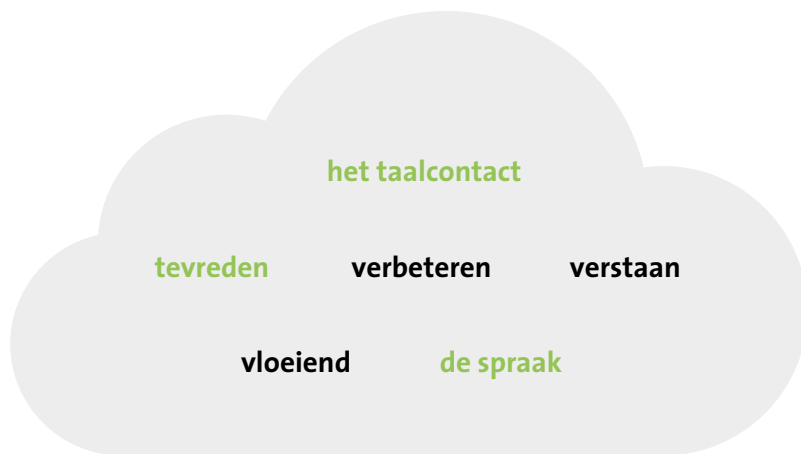 het taalcontact
tevreden verbeteren verstaan
vloeiend de spraak